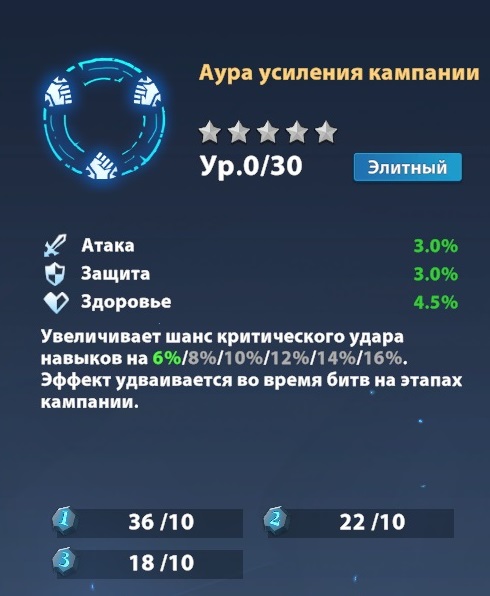 Аура усиления кампании
Ур.0/30
Элитный
Атака 3.0%
Защита 3.0%
Здоровье 4.5%
Увеличивает шанс критического удара
навыков на 6%/8%/10%/12%/14%/16%.
Эффект удваивается во время битв на этапах
кампании.
1 36 /10
2 22 /10
3 18 /10